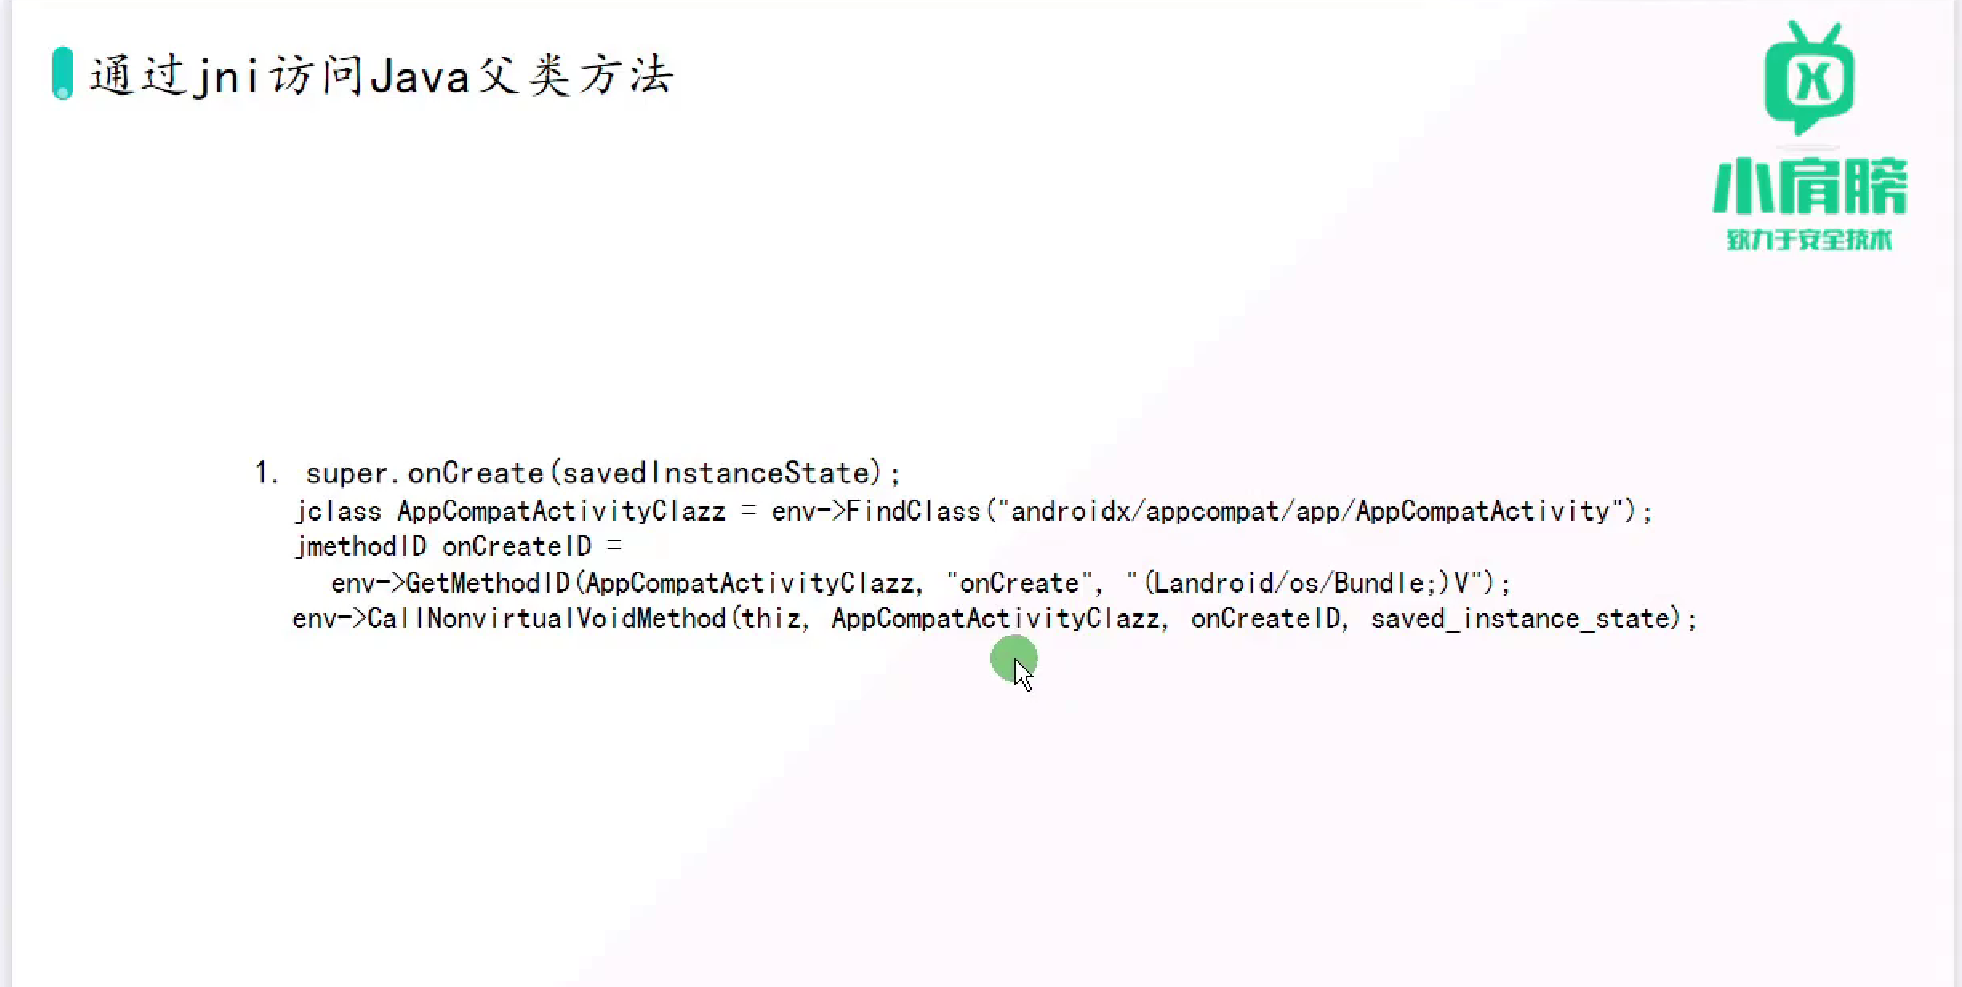 通过jni访问Java父类方法
小肩膀
致力于安全技术
1. super.onCreate(savedInstanceState);
jclass AppCompatActivityClazz = env->FindClass("androidx/appcompat/app/AppCompatActivity");
jmethodID onCreateID =
env->GetMethodID(AppCompatActivityClazz, "onCreate", "(Landroid/os/Bundle;)V");
env->CallNonvirtualVoidMethod(thiz, AppCompatActivityClazz, onCreateID, saved_instance_state);